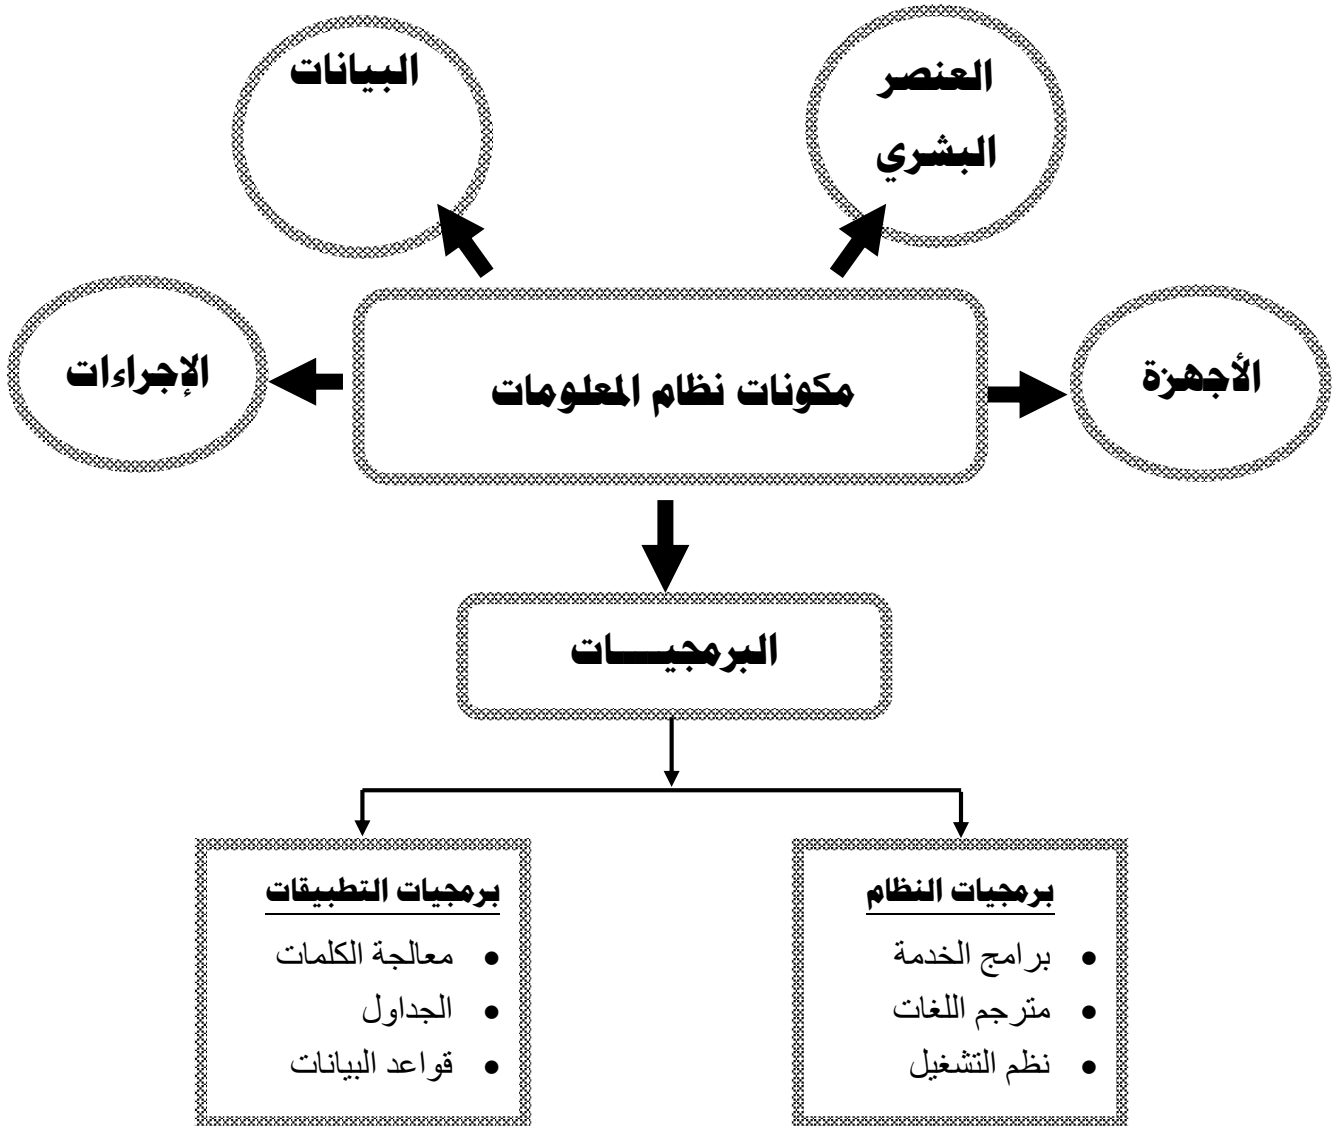 العنصر
البشري
البيانات
الأجهزة
مكونات نظام المعلومات
الإجراءات
البرمجيـــــات
برمجيات النظام
• برامج الخدمة
• مترجم اللغات
• نظم التشغيل
برمجيات التطبيقات
• معالجة الكلمات
• الجداول
• قواعد البيانات